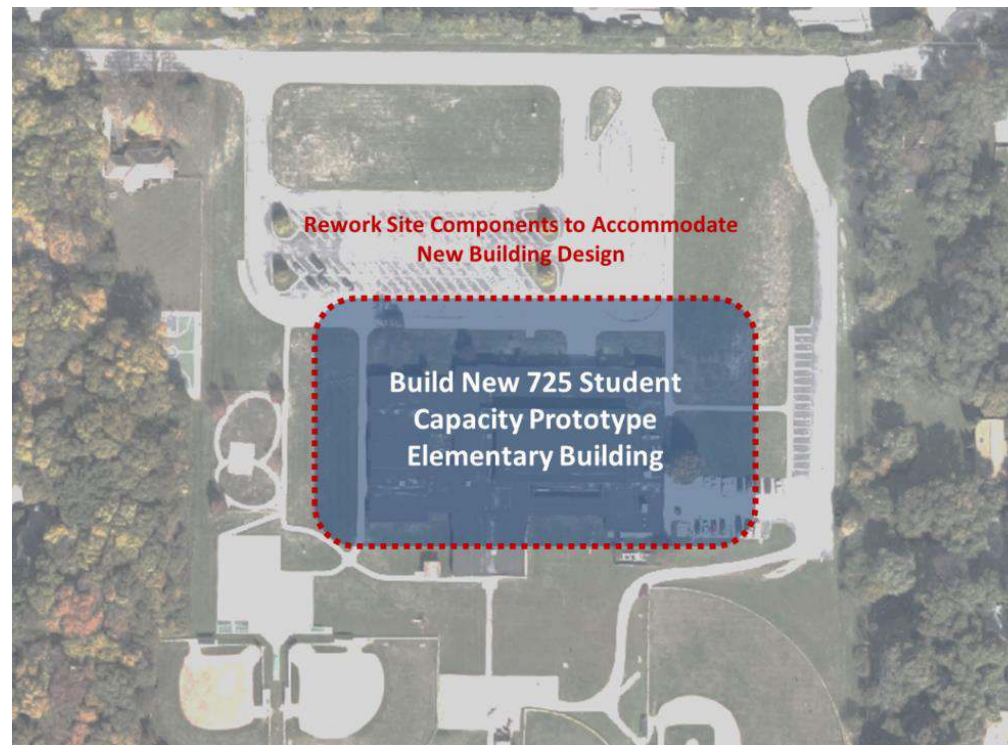 Rework Site Components to Accommodate
New Building Design
Build New 725 Student
Capacity Prototype
Elementary Building